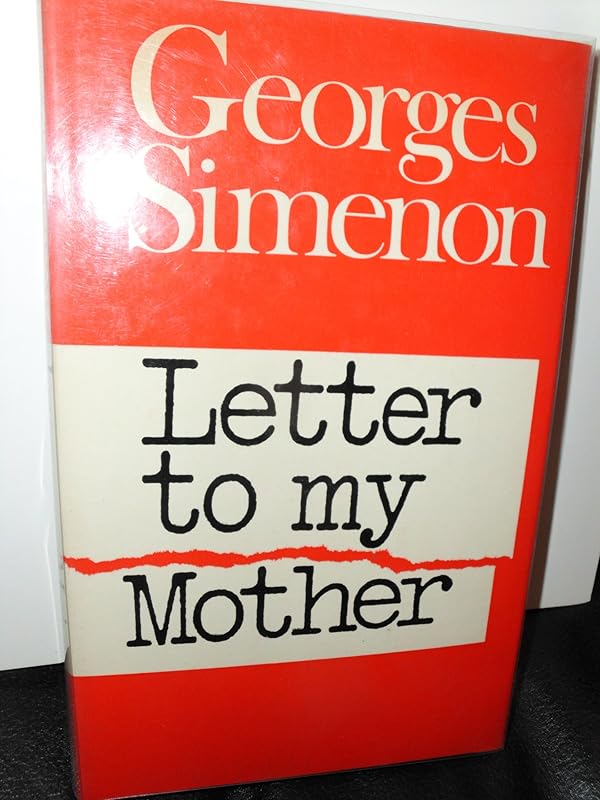 Georges
Simenon
Letter
to my
Mother